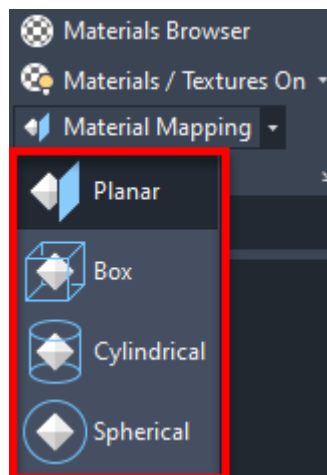 Materials Browser
Materials / Textures On
Material Mapping
Planar
Box
Cylindrical
Spherical